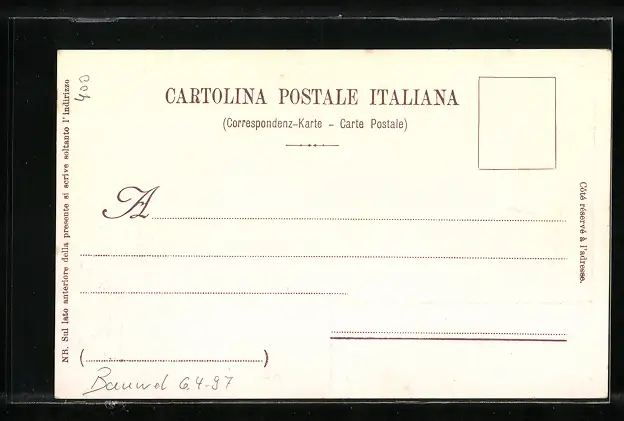 CARTOLINA POSTALE ITALIANA
(Correspondenz-Karte - Carte Postale)
A
( )
6.4-97
NB. Sul lato anteriore della presente si scrive soltanto l'indirizzo
400
Côté réservé à l'adresse.